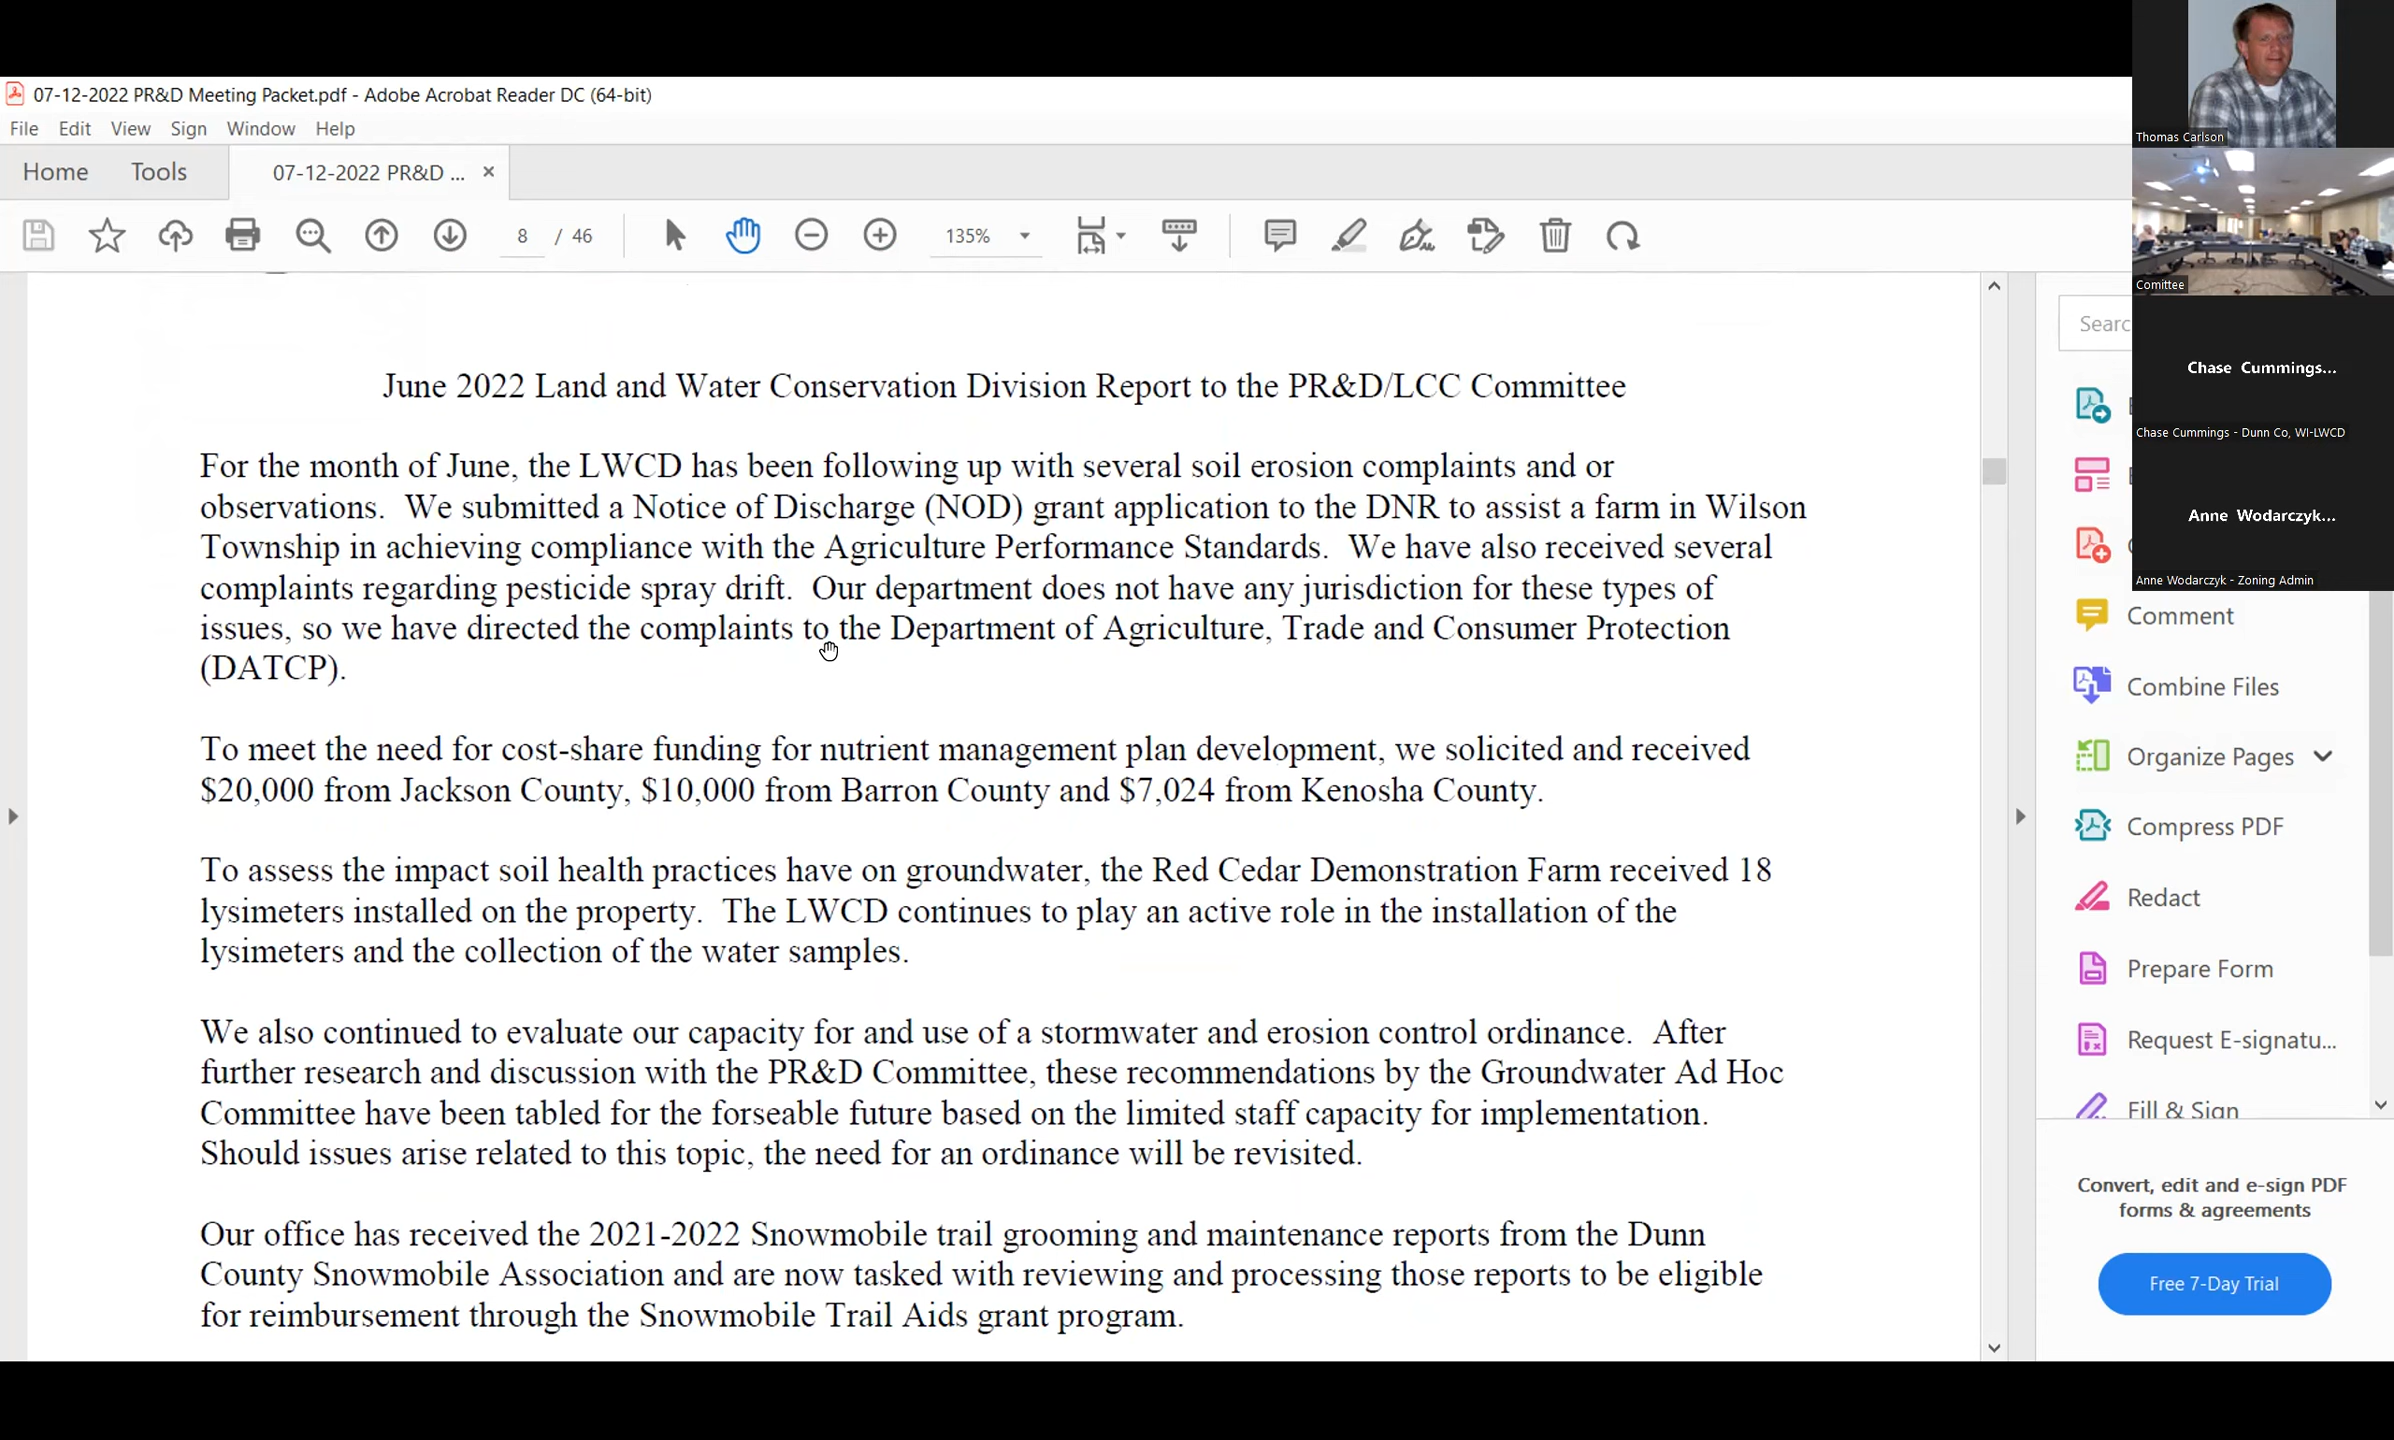 07-12-2022 PR&D Meeting Packet.pdf - Adobe Acrobat Reader DC (64-bit)
File Edit View Sign Window Help
Home Tools 07-12-2022 PR&D ... ×
8 / 46 135%
June 2022 Land and Water Conservation Division Report to the PR&D/LCC Committee
For the month of June, the LWCD has been following up with several soil erosion complaints and or
observations.  We submitted a Notice of Discharge (NOD) grant application to the DNR to assist a farm in Wilson
Township in achieving compliance with the Agriculture Performance Standards.  We have also received several
complaints regarding pesticide spray drift.  Our department does not have any jurisdiction for these types of
issues, so we have directed the complaints to the Department of Agriculture, Trade and Consumer Protection
(DATCP).
To meet the need for cost-share funding for nutrient management plan development, we solicited and received
$20,000 from Jackson County, $10,000 from Barron County and $7,024 from Kenosha County.
To assess the impact soil health practices have on groundwater, the Red Cedar Demonstration Farm received 18
lysimeters installed on the property.  The LWCD continues to play an active role in the installation of the
lysimeters and the collection of the water samples.
We also continued to evaluate our capacity for and use of a stormwater and erosion control ordinance.  After
further research and discussion with the PR&D Committee, these recommendations by the Groundwater Ad Hoc
Committee have been tabled for the forseable future based on the limited staff capacity for implementation.
Should issues arise related to this topic, the need for an ordinance will be revisited.
Our office has received the 2021-2022 Snowmobile trail grooming and maintenance reports from the Dunn
County Snowmobile Association and are now tasked with reviewing and processing those reports to be eligible
for reimbursement through the Snowmobile Trail Aids grant program.
Thomas Carlson
Comittee
Searc
Chase Cummings...
Chase Cummings - Dunn Co, WI-LWCD
Anne Wodarczyk...
Anne Wodarczyk - Zoning Admin
Comment
Combine Files
Organize Pages
Compress PDF
Redact
Prepare Form
Request E-signatu...
Fill & Sign
Convert, edit and e-sign PDF
forms & agreements
Free 7-Day Trial